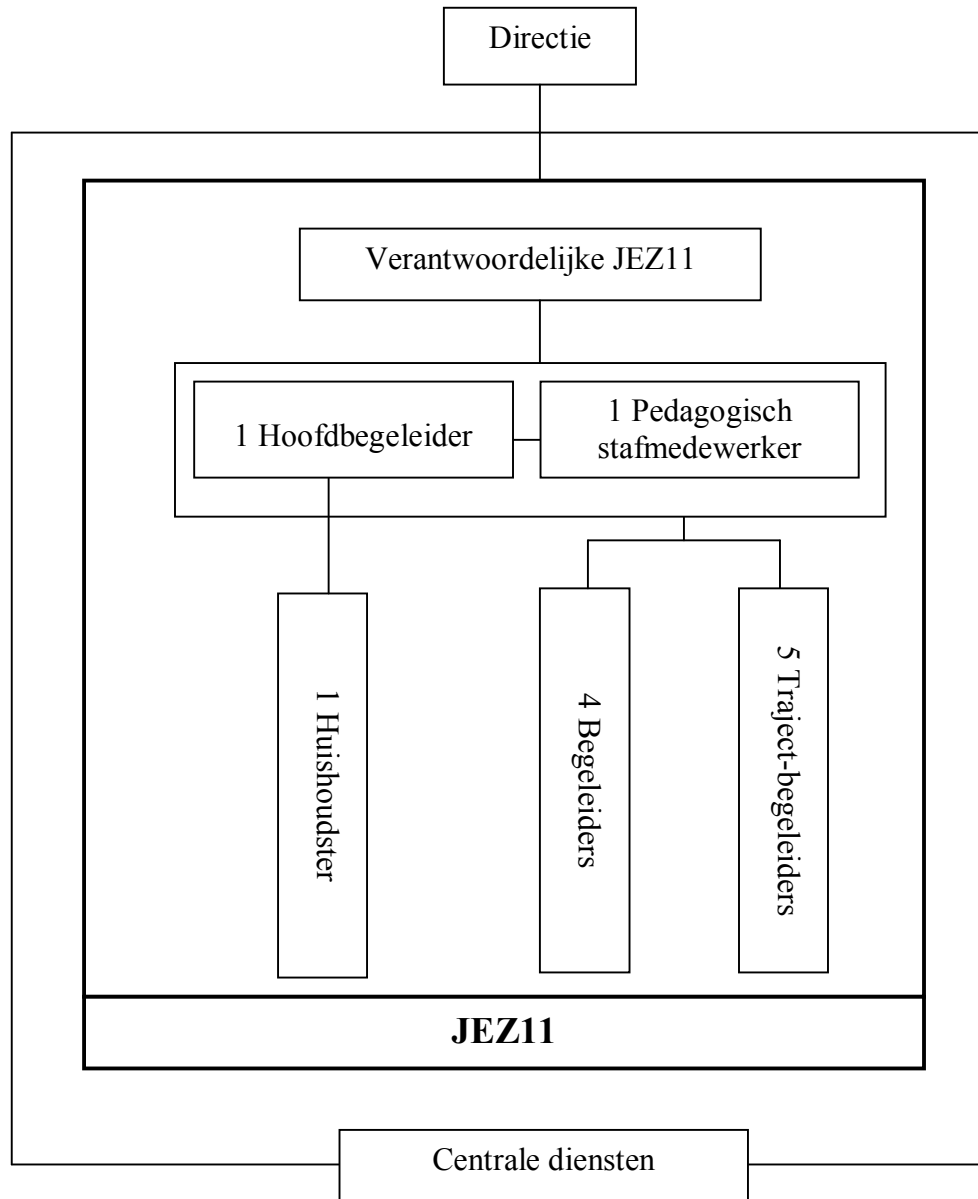 Directie
Verantwoordelijke JEZ11
1 Hoofdbegeleider
1 Pedagogisch
stafmedewerker
1 Huishoudster
4 Begeleiders
5 Traject-begeleiders
JEZ11
Centrale diensten